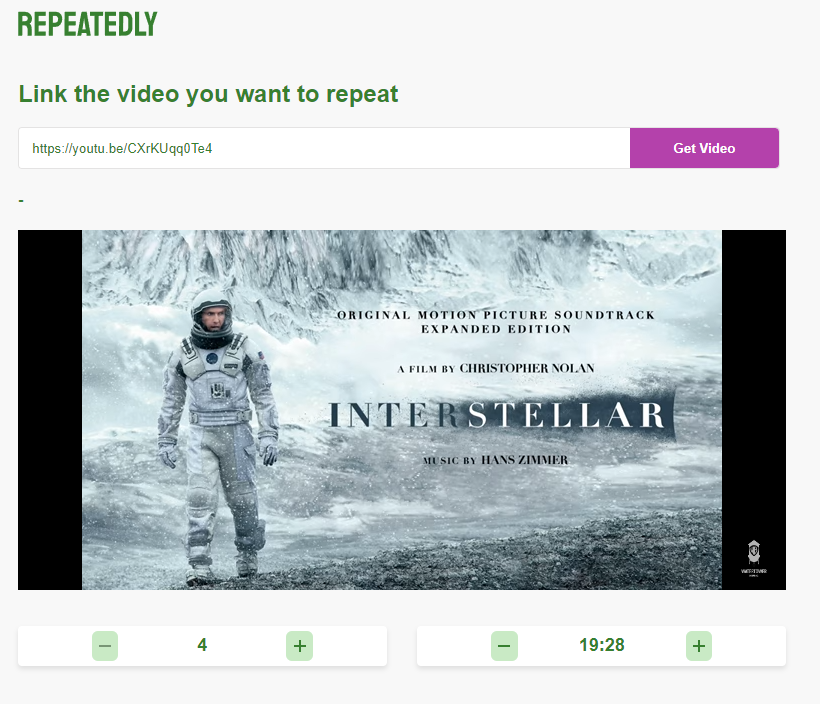 REPEATEDLY
Link the video you want to repeat
https://youtu.be/CXrKUqq0Te4
Get Video
-
ORIGINAL MOTION PICTURE SOUNDTRACK
EXPANDED EDITION
A FILM BY CHRISTOPHER NOLAN
INTERSTELLAR
MUSIC BY HANS ZIMMER
WATERTOWER
MUSIC
− 4 +
− 19:28 +